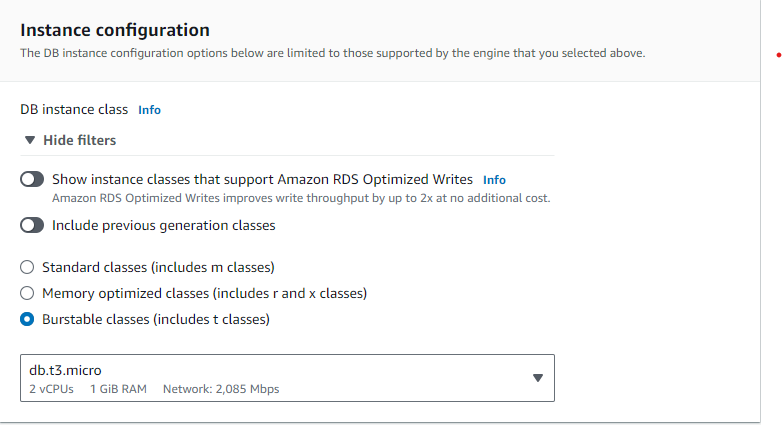 Instance configuration
The DB instance configuration options below are limited to those supported by the engine that you selected above.
DB instance class Info
Hide filters
Show instance classes that support Amazon RDS Optimized Writes Info
Amazon RDS Optimized Writes improves write throughput by up to 2x at no additional cost.
Include previous generation classes
Standard classes (includes m classes)
Memory optimized classes (includes r and x classes)
Burstable classes (includes t classes)
db.t3.micro
2 vCPUs 1 GiB RAM Network: 2,085 Mbps